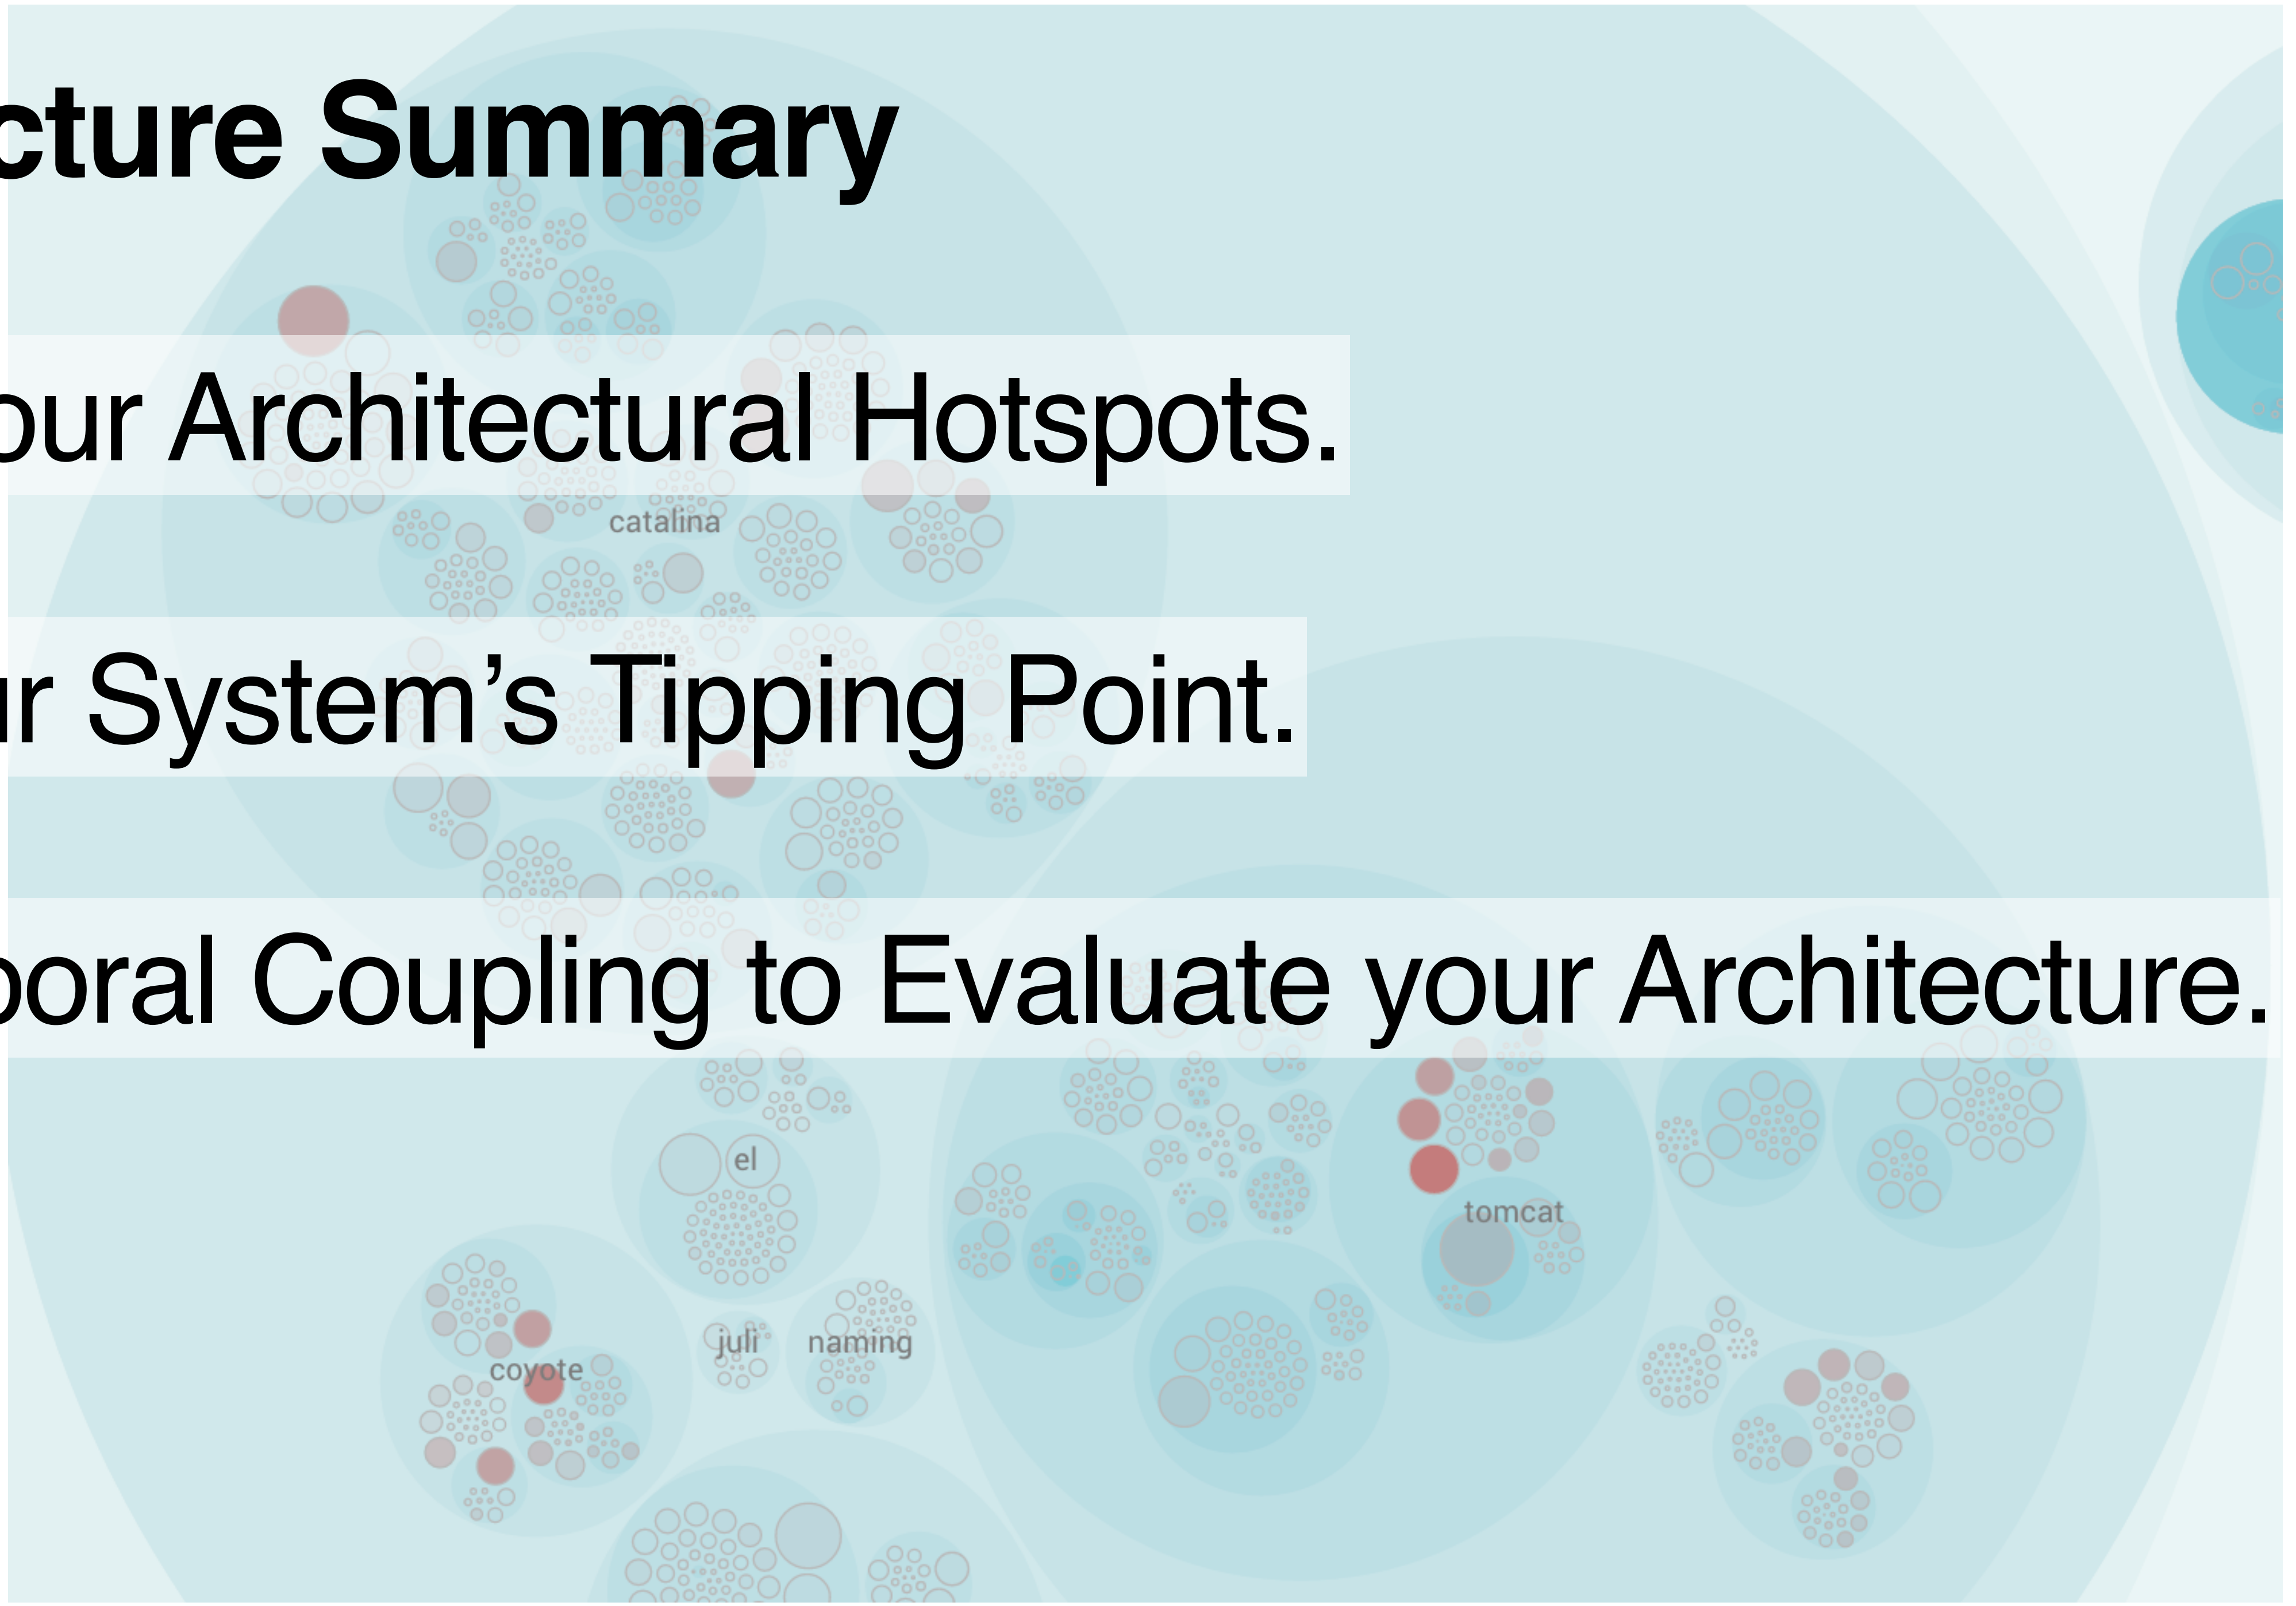 cture Summary
our Architectural Hotspots.
catalina
ur System’s Tipping Point.
poral Coupling to Evaluate your Architecture.
el
tomcat
juli
naming
coyote